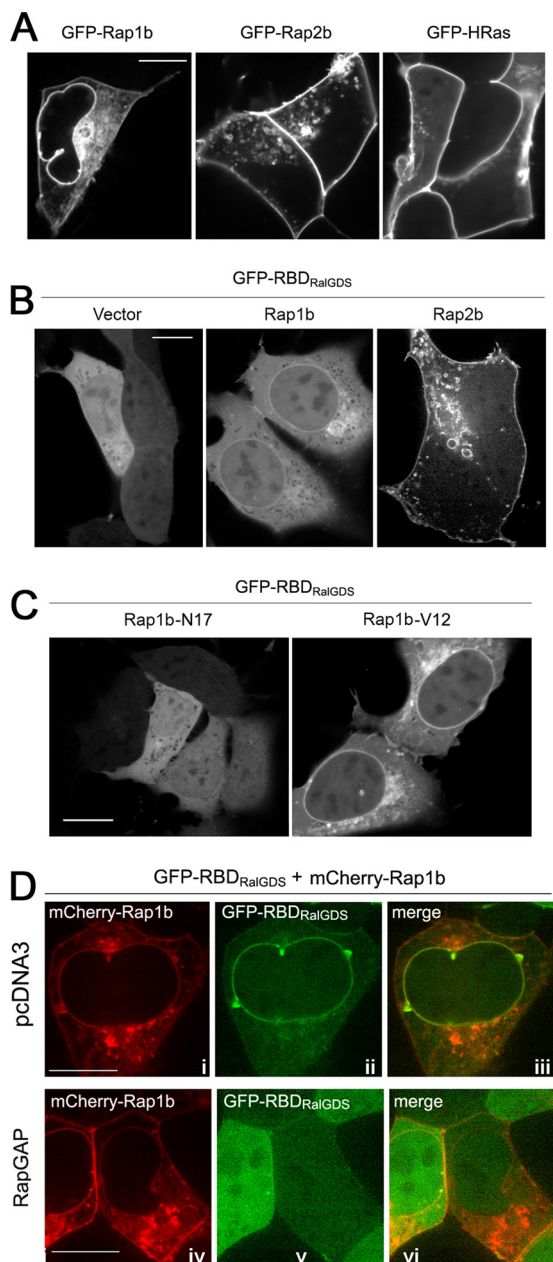 A
GFP-Rap1b GFP-Rap2b GFP-HRas
B
GFP-RBDRalGDS
Vector Rap1b Rap2b
C
GFP-RBDRalGDS
Rap1b-N17 Rap1b-V12
D
GFP-RBDRalGDS + mCherry-Rap1b
pcDNA3
mCherry-Rap1b GFP-RBDRalGDS merge
i ii iii
RapGAP
mCherry-Rap1b GFP-RBDRalGDS merge
iv v vi